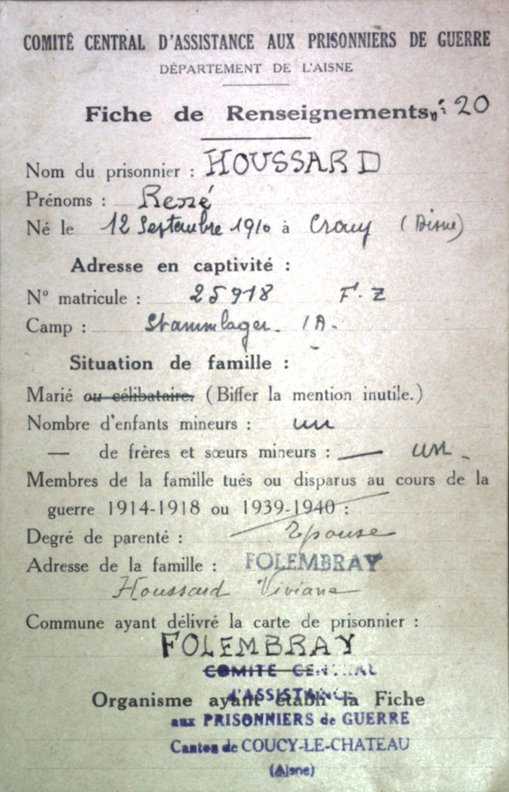 COMITÉ CENTRAL D'ASSISTANCE AUX PRISONNIERS DE GUERRE
DÉPARTEMENT DE L'AISNE
Fiche de Renseignements n°: 20
Nom du prisonnier : HOUSSARD
Prénoms : René
Né le 12 Septembre 1910 à Crouy (Aisne)
Adresse en captivité :
N° matricule : 25918 F.Z
Camp : Stammlager. IA.
Situation de famille :
Marié ou célibataire. (Biffer la mention inutile.)
Nombre d'enfants mineurs : un
— de frères et sœurs mineurs : — un.
Membres de la famille tués ou disparus au cours de la
guerre 1914-1918 ou 1939-1940 :
Degré de parenté : Epouse
Adresse de la famille : FOLEMBRAY
Houssard Viviane
Commune ayant délivré la carte de prisonnier :
FOLEMBRAY
COMITÉ CENTRAL
Organisme ayant établi la Fiche
d'ASSISTANCE
aux PRISONNIERS de GUERRE
Canton de COUCY-LE-CHATEAU
(Aisne)